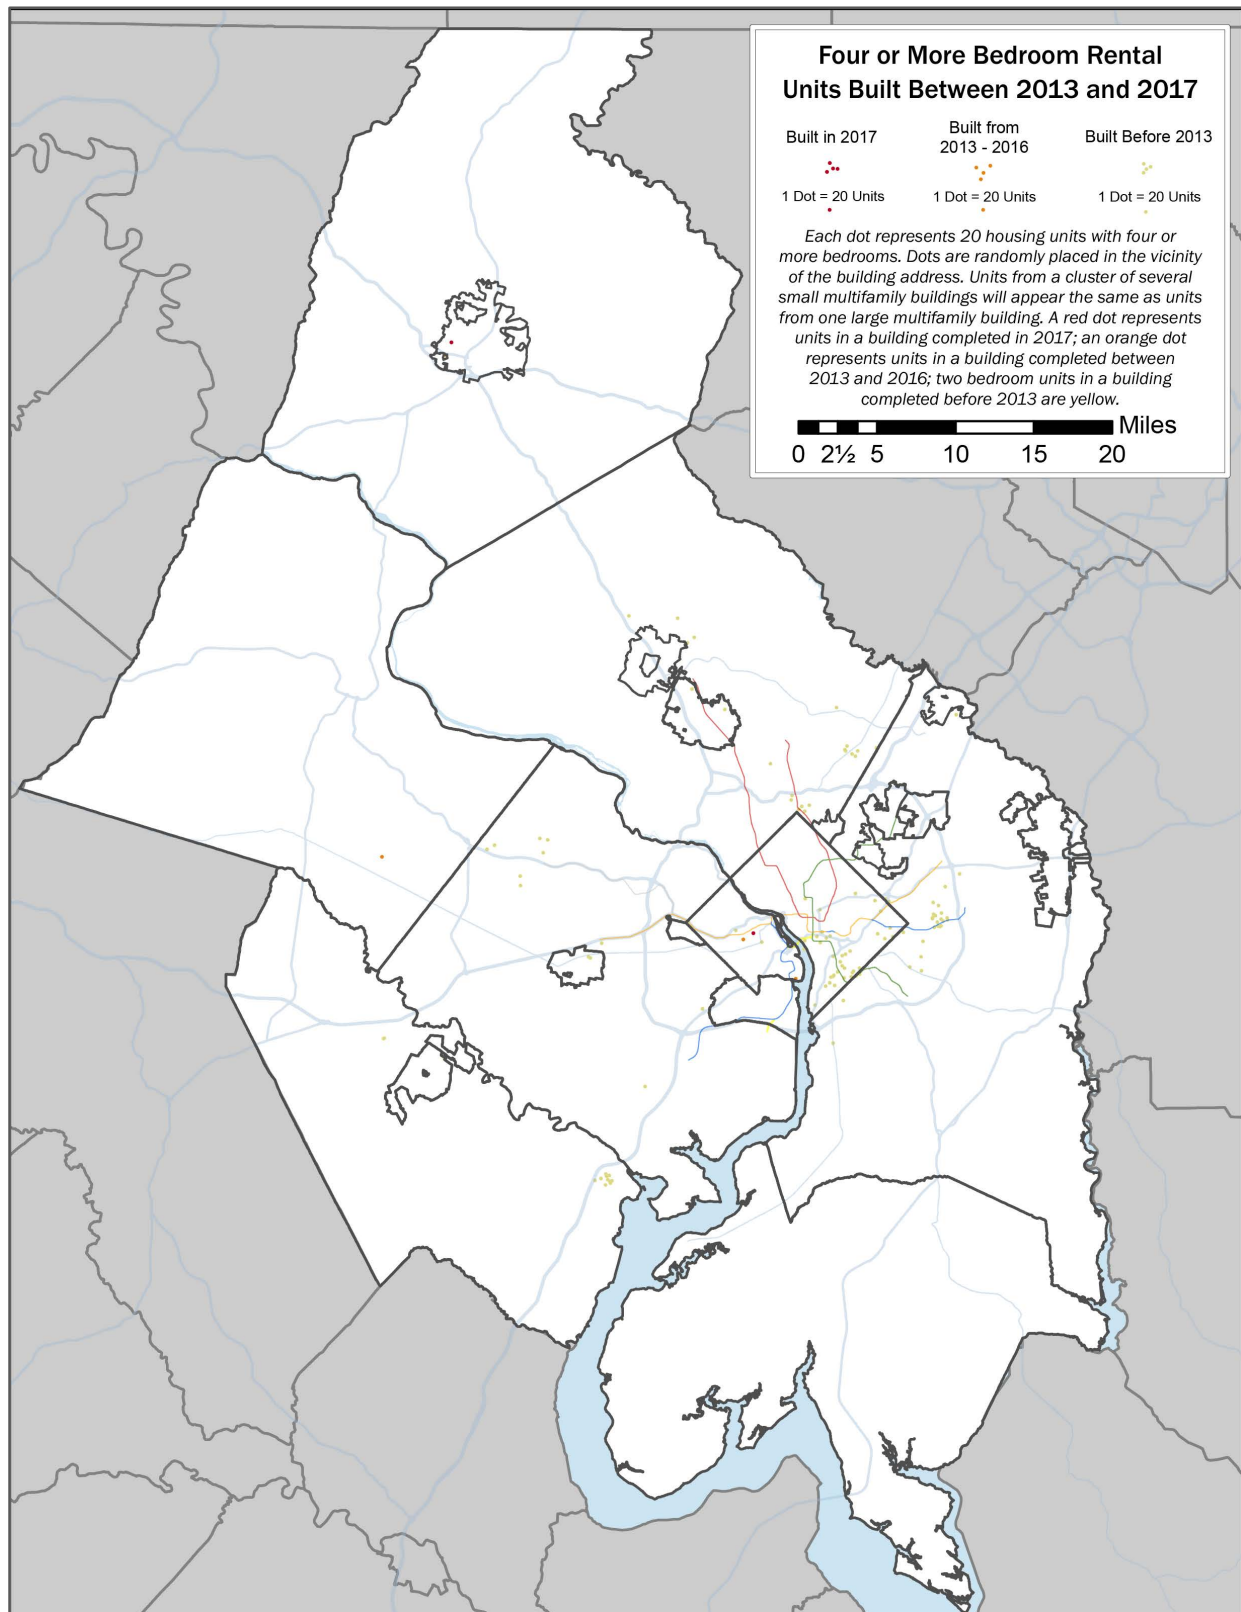 Four or More Bedroom Rental
Units Built Between 2013 and 2017
Built in 2017
Built from
2013 - 2016
Built Before 2013
1 Dot = 20 Units
1 Dot = 20 Units
1 Dot = 20 Units
Each dot represents 20 housing units with four or
more bedrooms. Dots are randomly placed in the vicinity
of the building address. Units from a cluster of several
small multifamily buildings will appear the same as units
from one large multifamily building. A red dot represents
units in a building completed in 2017; an orange dot
represents units in a building completed between
2013 and 2016; two bedroom units in a building
completed before 2013 are yellow.
Miles
0 2½ 5 10 15 20